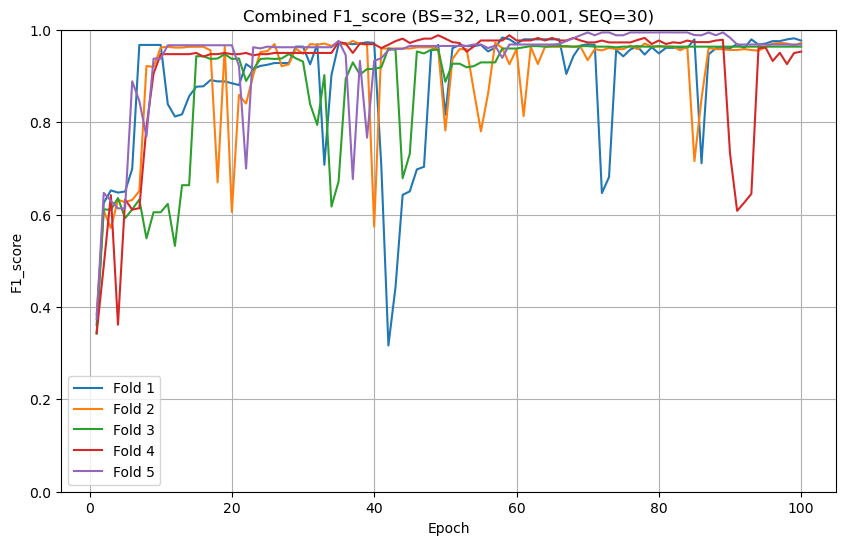 Combined F1_score (BS=32, LR=0.001, SEQ=30)
1.0
0.8
0.6
0.4
0.2
0.0
F1_score
Fold 1
Fold 2
Fold 3
Fold 4
Fold 5
0 20 40 60 80 100
Epoch